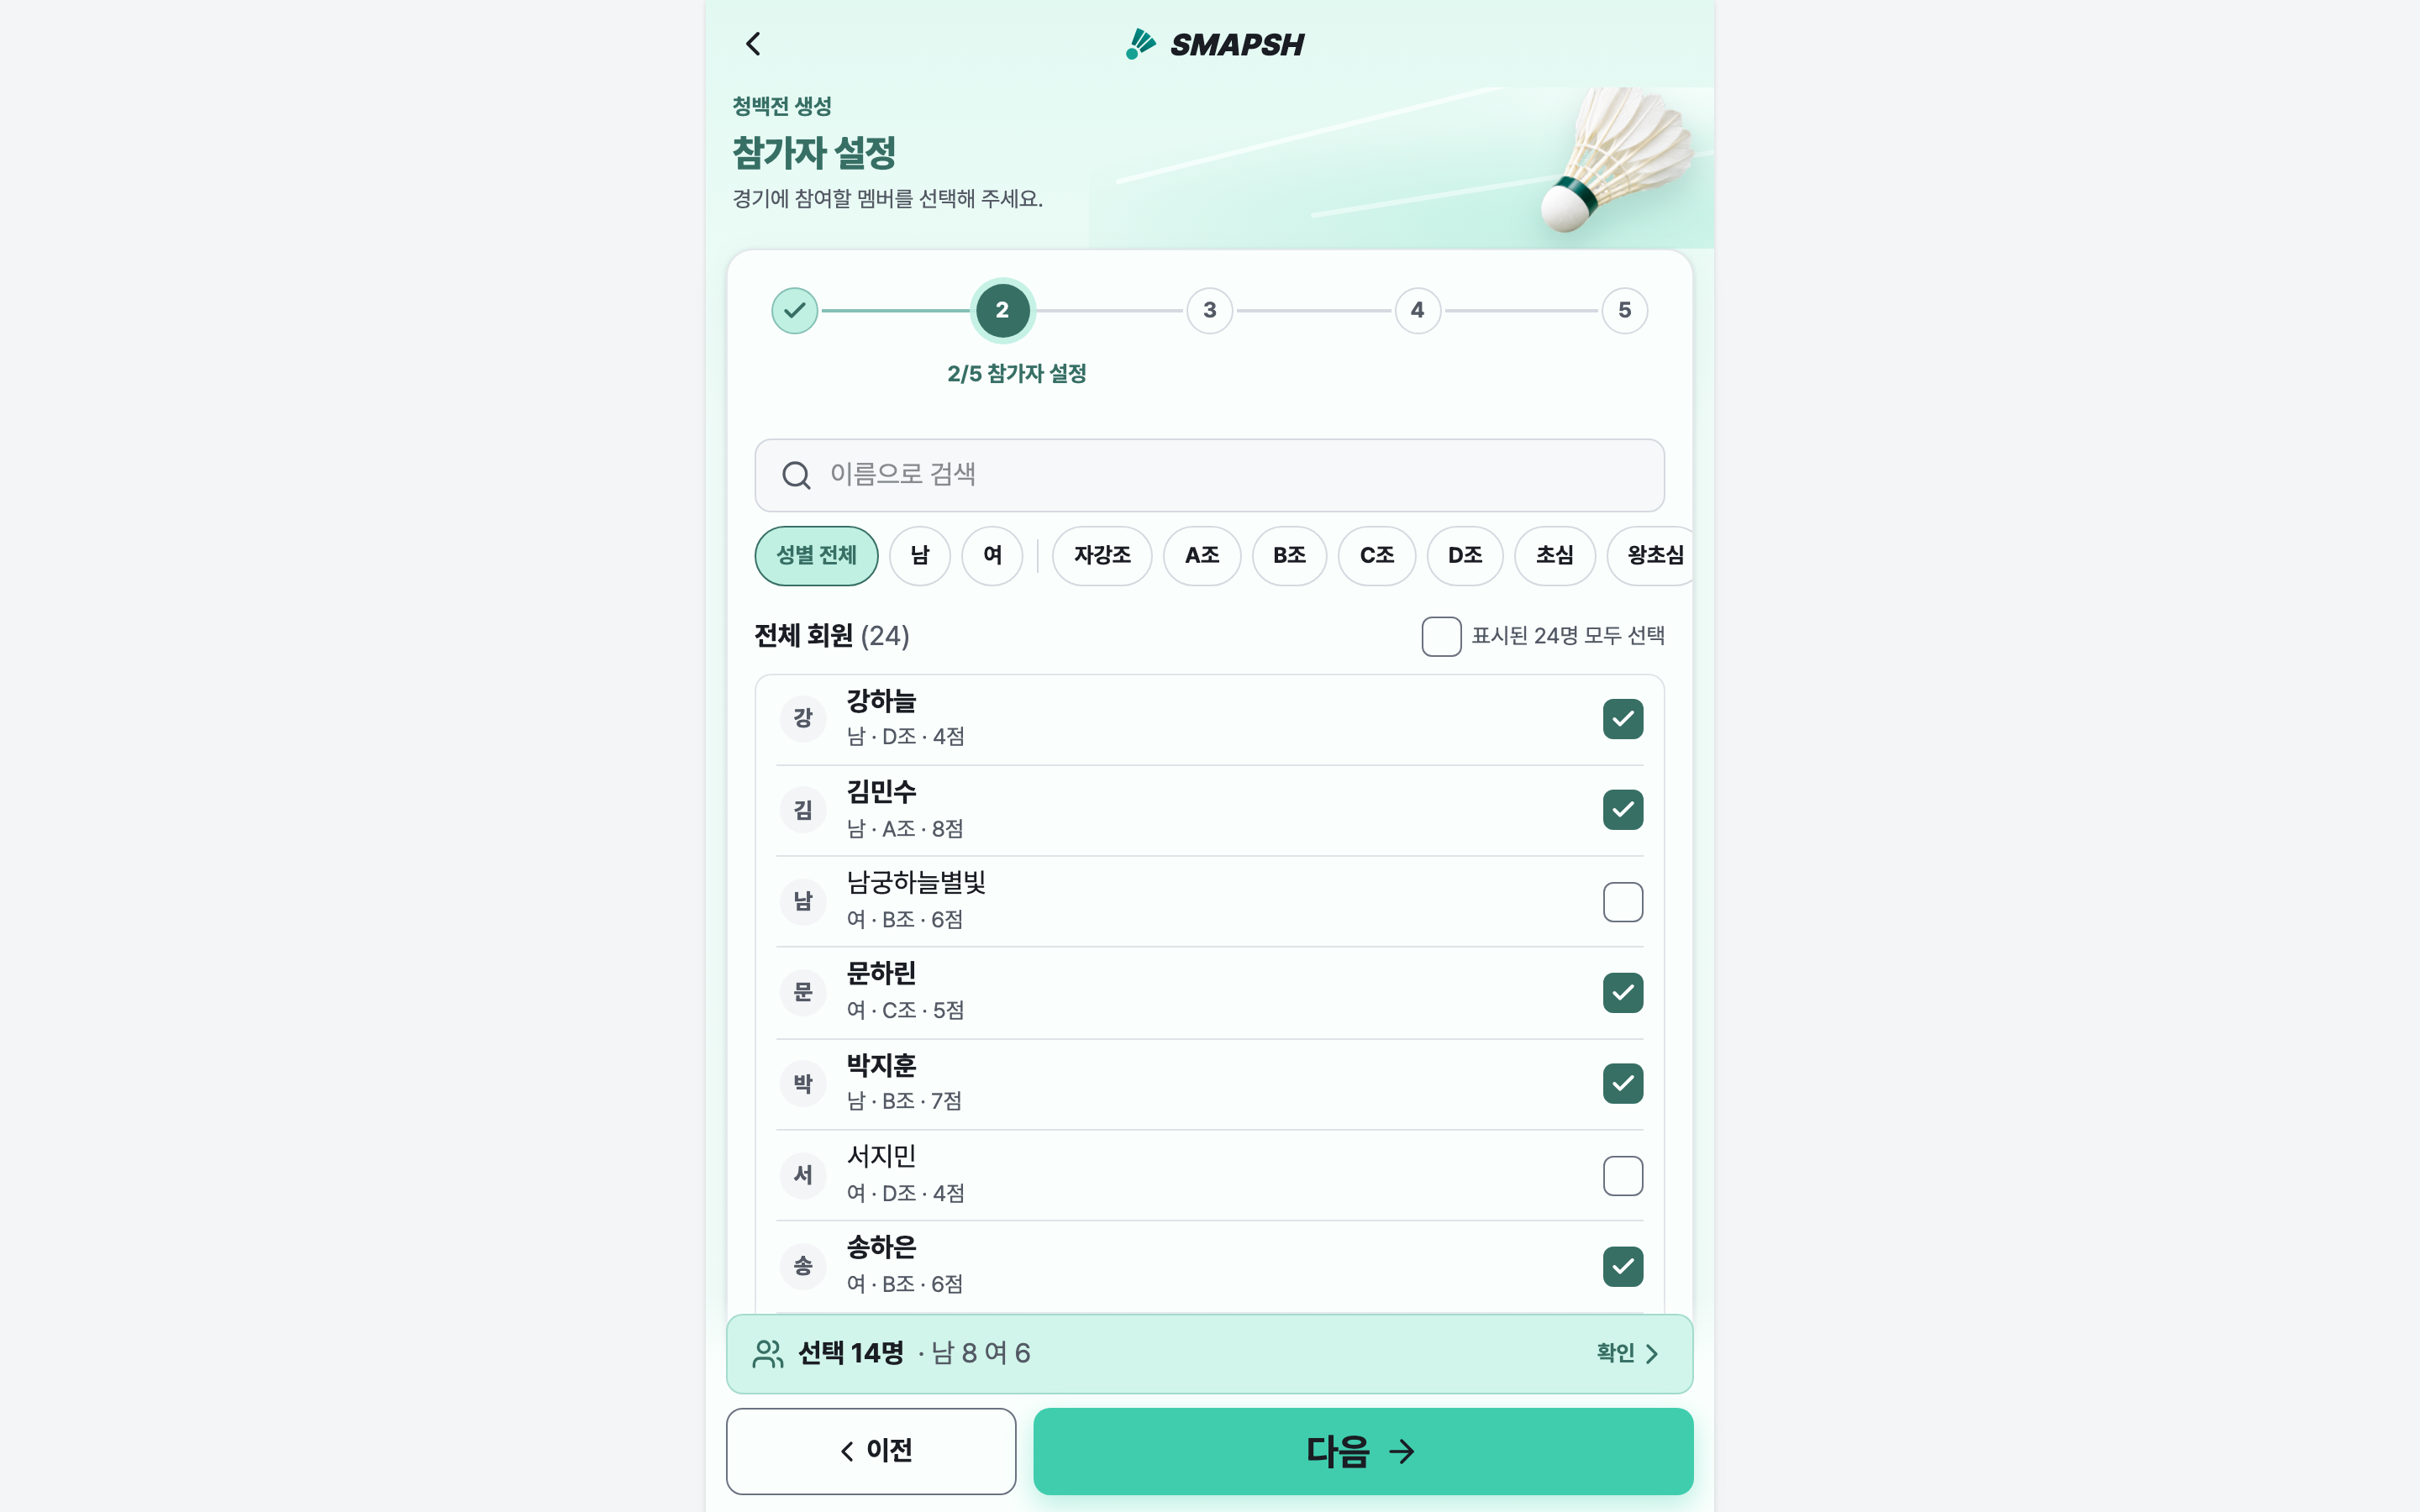 SMAPSH
청백전 생성
참가자 설정
경기에 참여할 멤버를 선택해 주세요.
2 3 4 5
2/5 참가자 설정
이름으로 검색
성별 전체 남 여 자강조 A조 B조 C조 D조 초심 왕초심
전체 회원 (24) 표시된 24명 모두 선택
강 강하늘
남 · D조 · 4점
김 김민수
남 · A조 · 8점
남 남궁하늘별빛
여 · B조 · 6점
문 문하린
여 · C조 · 5점
박 박지훈
남 · B조 · 7점
서 서지민
여 · D조 · 4점
송 송하은
여 · B조 · 6점
선택 14명 · 남 8 여 6 확인
이전 다음